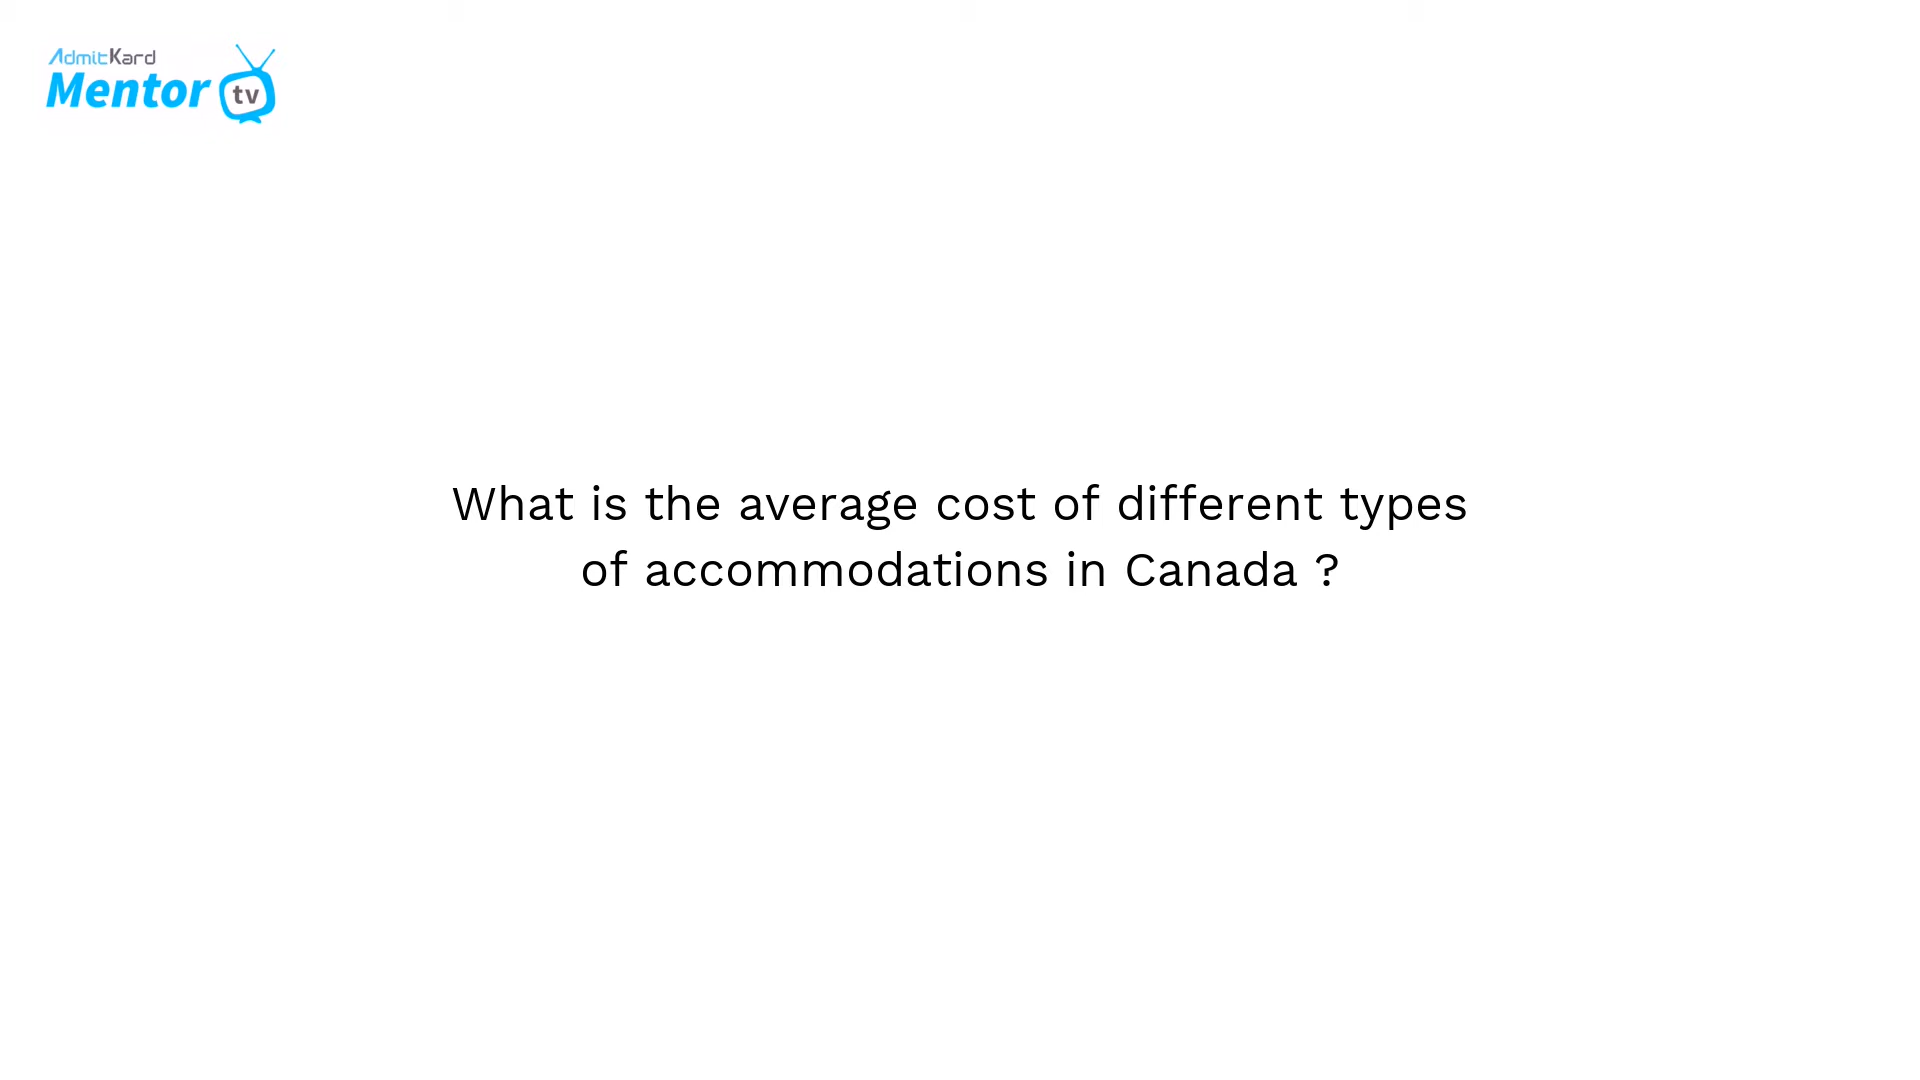 AdmitKard
Mentor tv
What is the average cost of different types
of accommodations in Canada ?